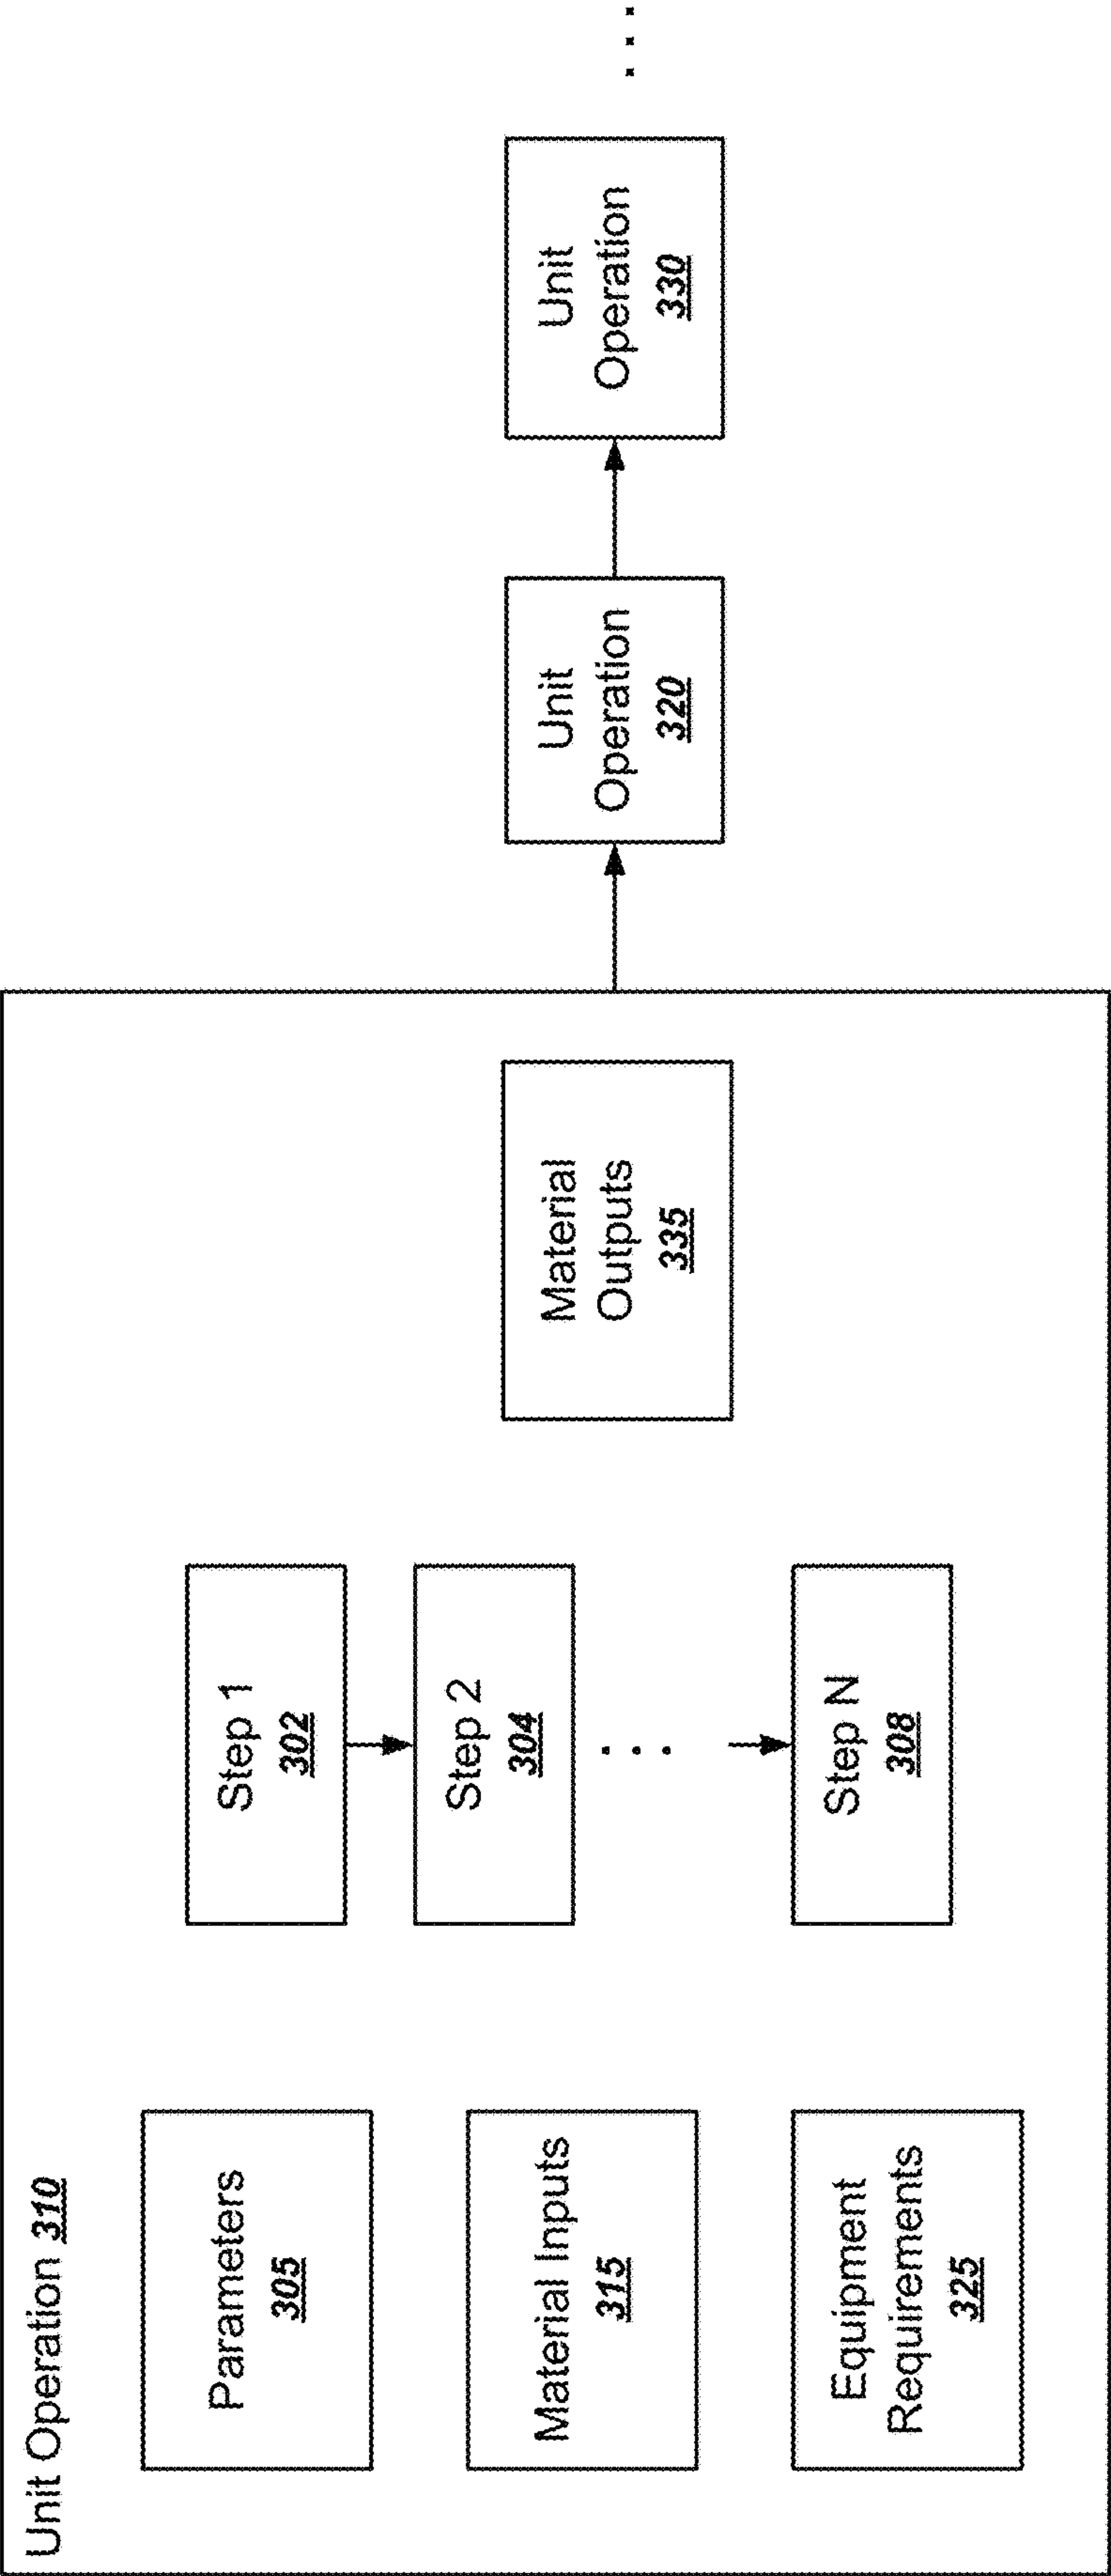 Unit Operation 310
Parameters
305
Material Inputs
315
Equipment
Requirements
325
Step 1
302
Step 2
304
. . .
Step N
308
Material
Outputs
335
Unit
Operation
320
Unit
Operation
330
. . .